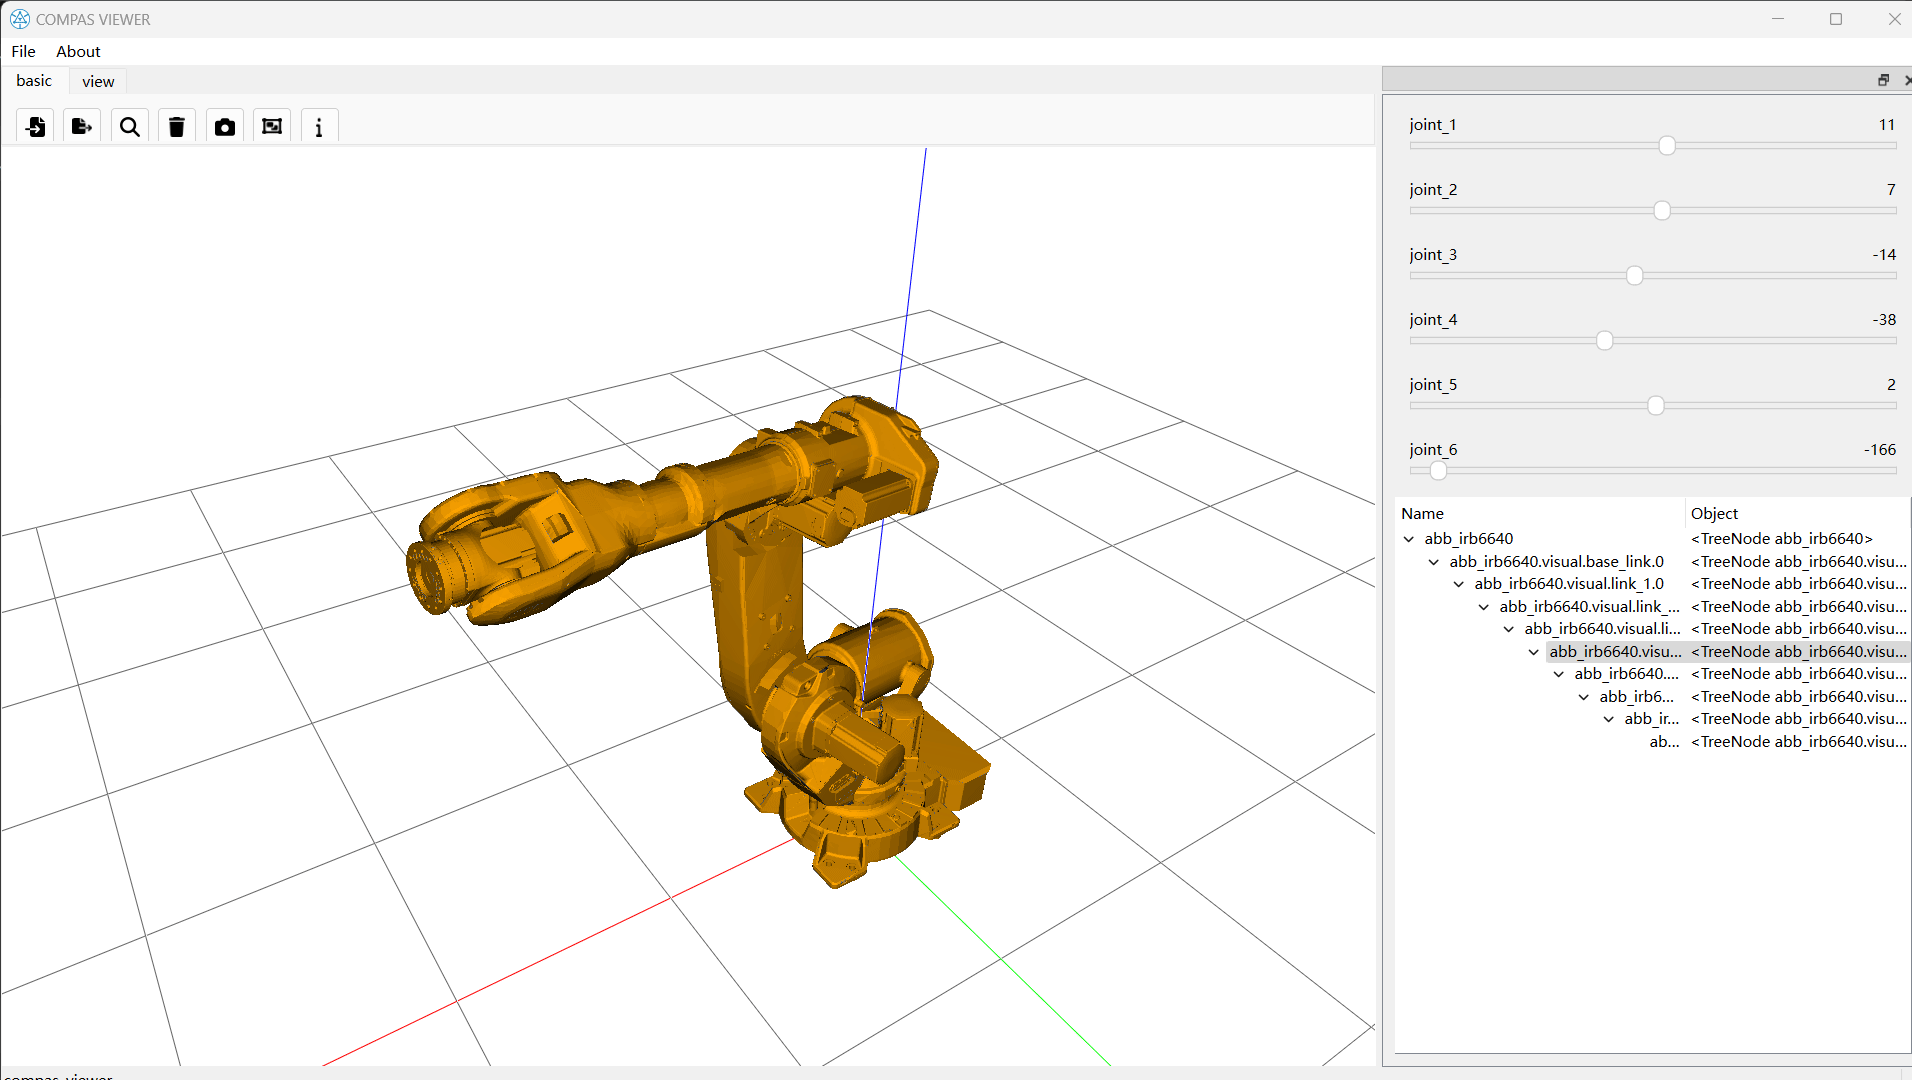 COMPAS VIEWER
File About
basic view
joint_1 11
joint_2 7
joint_3 -14
joint_4 -38
joint_5 2
joint_6 -166
Name Object
abb_irb6640 <TreeNode abb_irb6640>
abb_irb6640.visual.base_link.0 <TreeNode abb_irb6640.visu...
abb_irb6640.visual.link_1.0 <TreeNode abb_irb6640.visu...
abb_irb6640.visual.link_... <TreeNode abb_irb6640.visu...
abb_irb6640.visual.li... <TreeNode abb_irb6640.visu...
abb_irb6640.visu... <TreeNode abb_irb6640.visu...
abb_irb6640.... <TreeNode abb_irb6640.visu...
abb_irb6... <TreeNode abb_irb6640.visu...
abb_ir... <TreeNode abb_irb6640.visu...
ab... <TreeNode abb_irb6640.visu...
compas_viewer